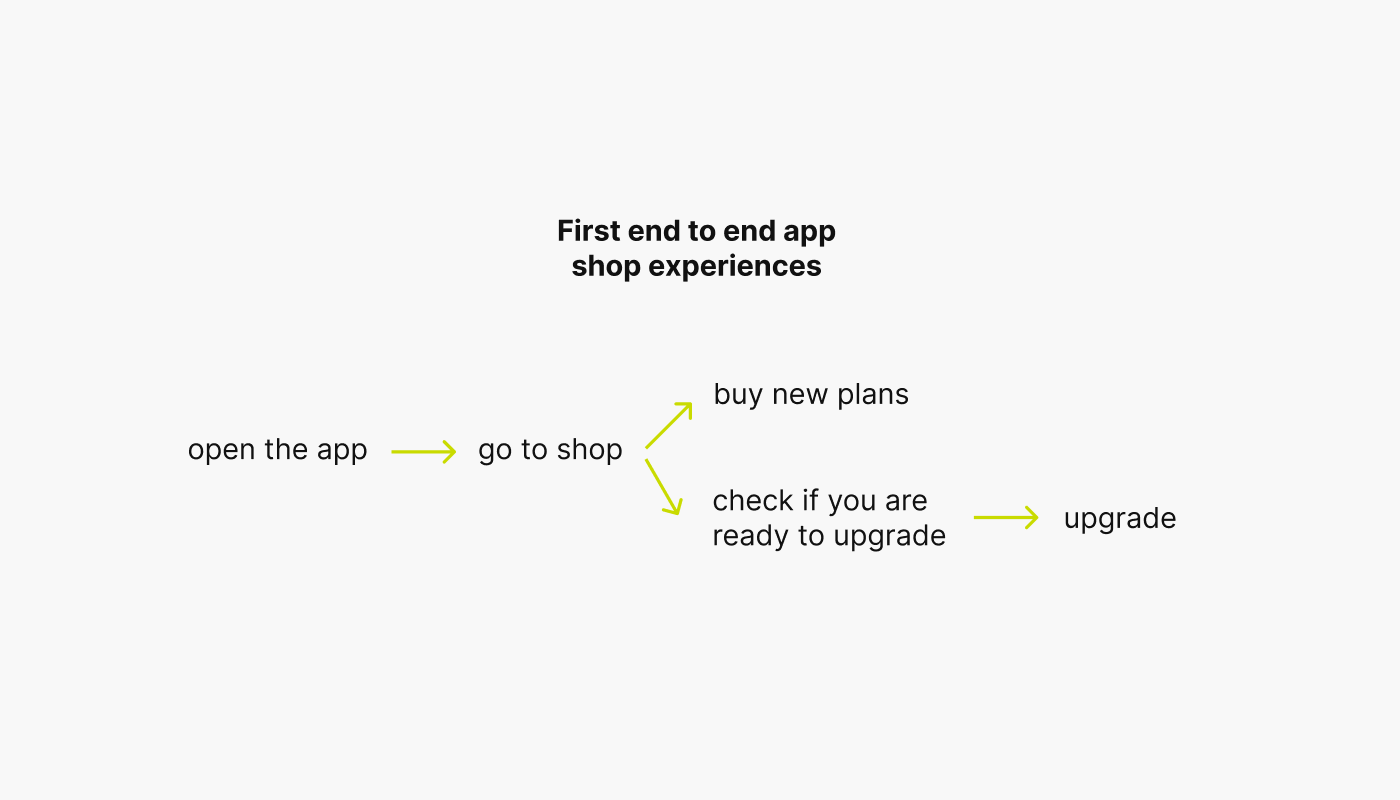 First end to end app
shop experiences
open the app
go to shop
buy new plans
check if you are
ready to upgrade
upgrade